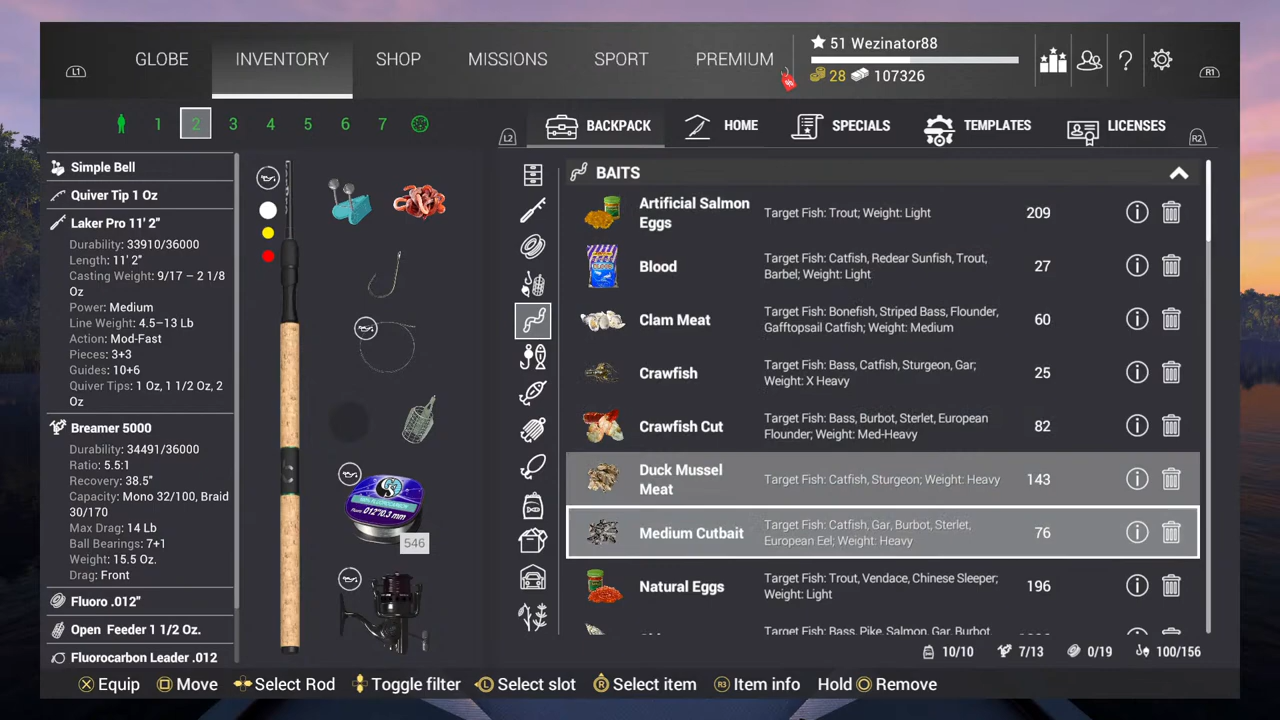 L1
GLOBE
INVENTORY
SHOP
MISSIONS
SPORT
PREMIUM
51 Wezinator88
28 107326
?
R1
1 2 3 4 5 6 7
L2
BACKPACK
HOME
SPECIALS
TEMPLATES
LICENSES
R2
Simple Bell
Quiver Tip 1 Oz
Laker Pro 11' 2"
Durability: 33910/36000
Length: 11' 2"
Casting Weight: 9/17 – 2 1/8
Oz
Power: Medium
Line Weight: 4.5–13 Lb
Action: Mod-Fast
Pieces: 3+3
Guides: 10+6
Quiver Tips: 1 Oz, 1 1/2 Oz, 2
Oz
Breamer 5000
Durability: 34491/36000
Ratio: 5.5:1
Recovery: 38.5"
Capacity: Mono 32/100, Braid
30/170
Max Drag: 14 Lb
Ball Bearings: 7+1
Weight: 15.5 Oz.
Drag: Front
Fluoro .012"
Open Feeder 1 1/2 Oz.
Fluorocarbon Leader .012
546
BAITS
Artificial Salmon
Eggs
Target Fish: Trout; Weight: Light
209
Blood
Target Fish: Catfish, Redear Sunfish, Trout,
Barbel; Weight: Light
27
Clam Meat
Target Fish: Bonefish, Striped Bass, Flounder,
Gafftopsail Catfish; Weight: Medium
60
Crawfish
Target Fish: Bass, Catfish, Sturgeon, Gar;
Weight: X Heavy
25
Crawfish Cut
Target Fish: Bass, Burbot, Sterlet, European
Flounder; Weight: Med-Heavy
82
Duck Mussel
Meat
Target Fish: Catfish, Sturgeon; Weight: Heavy
143
Medium Cutbait
Target Fish: Catfish, Gar, Burbot, Sterlet,
European Eel; Weight: Heavy
76
Natural Eggs
Target Fish: Trout, Vendace, Chinese Sleeper;
Weight: Light
196
Target Fish: Bass, Pike, Salmon, Gar, Burbot,
10/10 7/13 0/19 100/156
Equip
Move
Select Rod
Toggle filter
L Select slot
R Select item
R3 Item info
Hold Remove